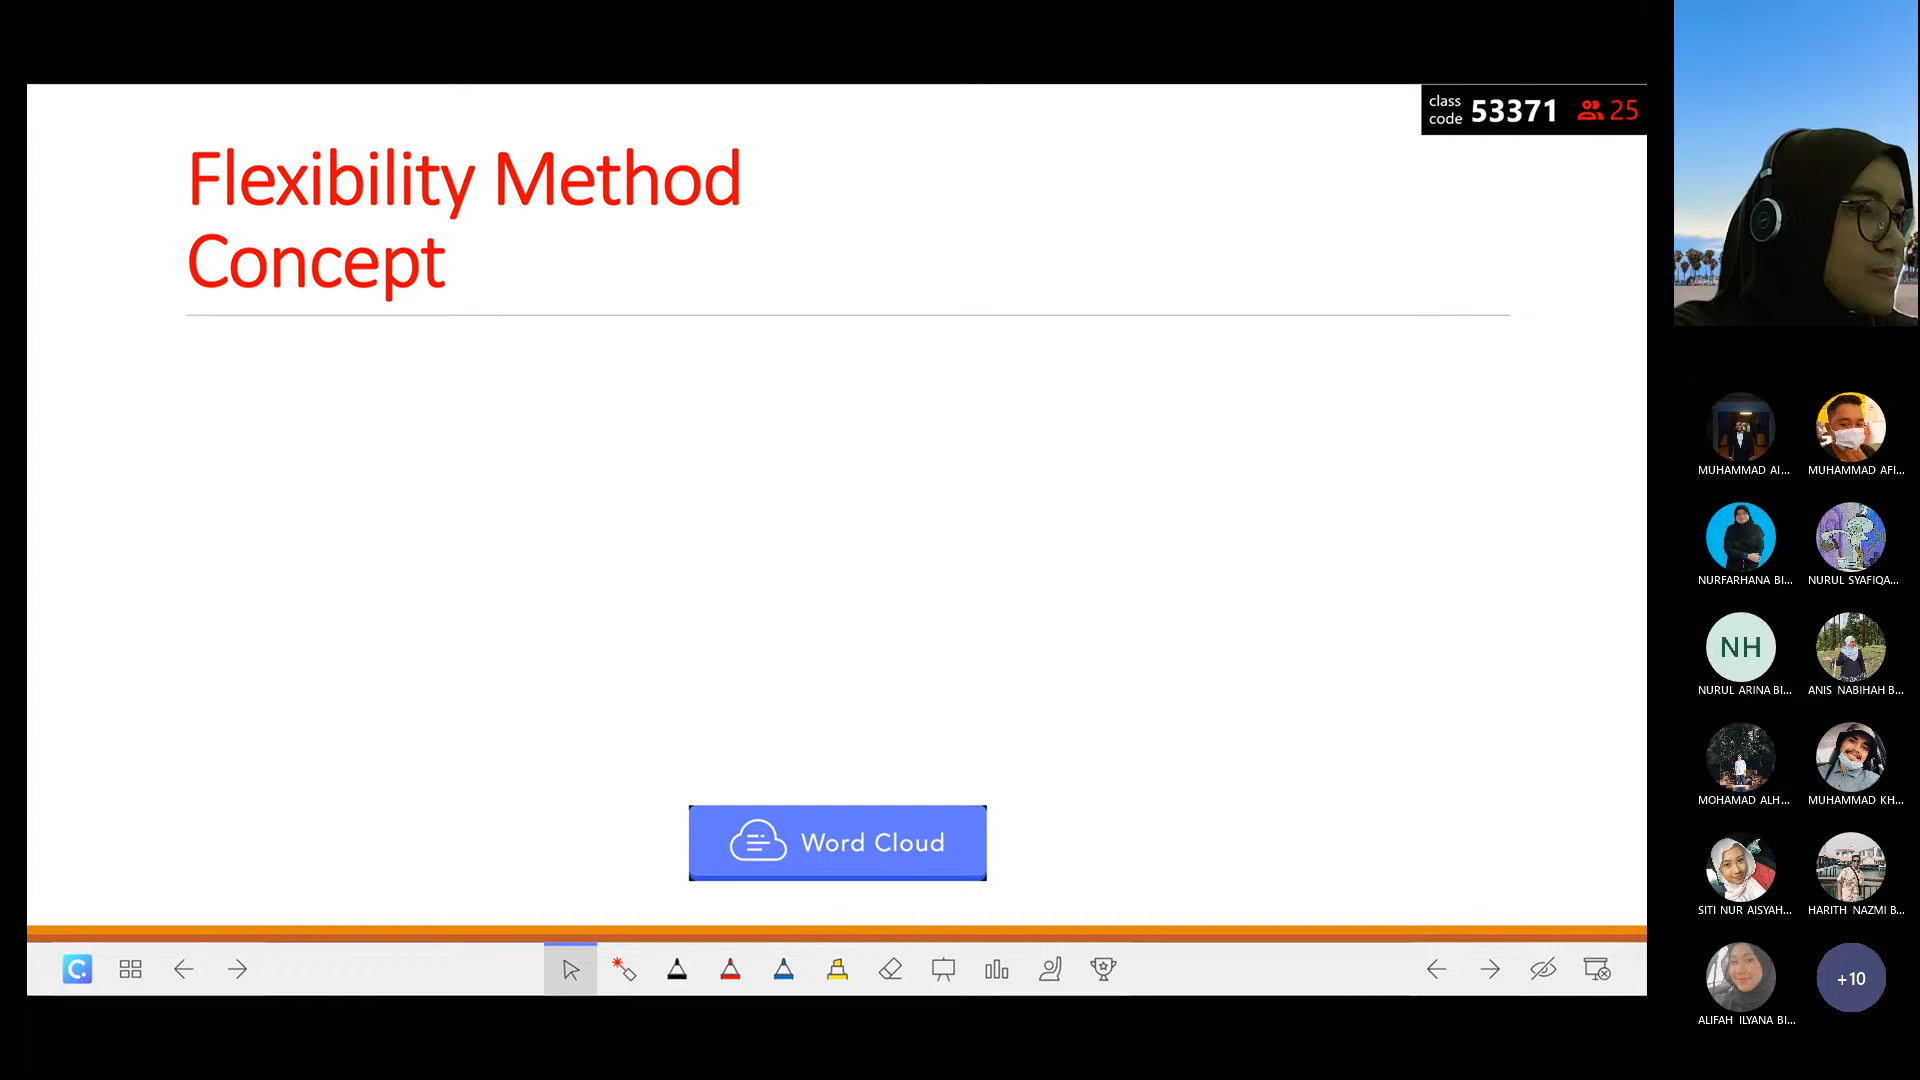 class
code 53371 25
Flexibility Method
Concept
Word Cloud
C
MUHAMMAD AI...
MUHAMMAD AFI...
NURFARHANA BI...
NURUL SYAFIQA...
NH
NURUL ARINA BI...
ANIS NABIHAH B...
MOHAMAD ALH...
MUHAMMAD KH...
SITI NUR AISYAH...
HARITH NAZMI B...
ALIFAH ILYANA BI...
+10